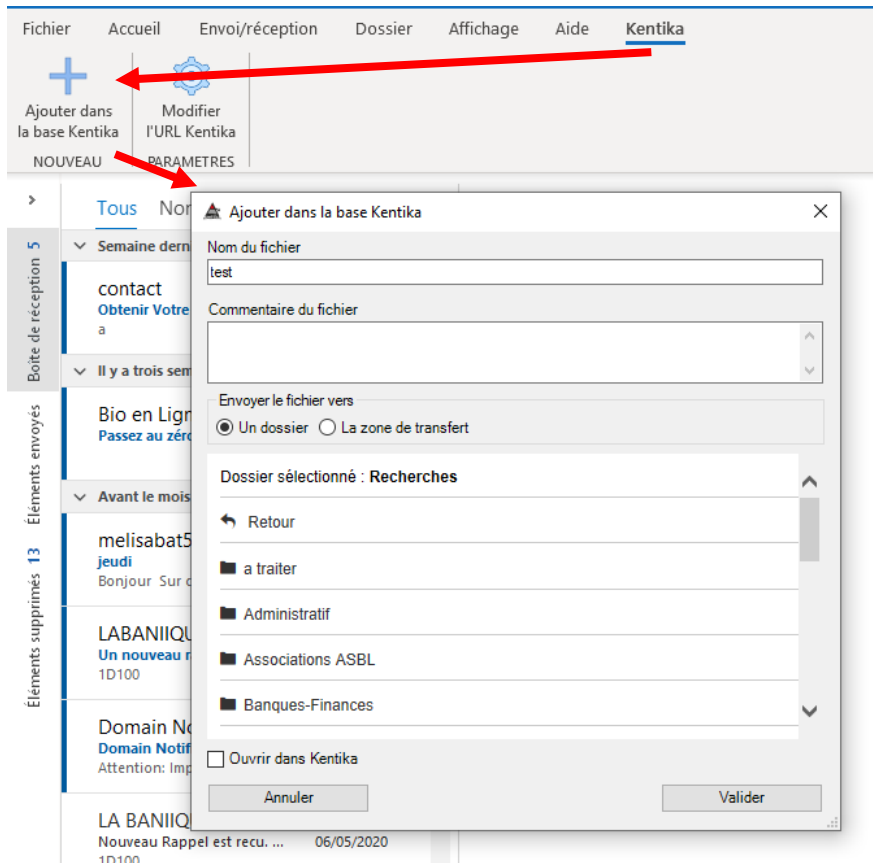 Fichier Accueil Envoi/réception Dossier Affichage Aide Kentika
Ajouter dans
la base Kentika
Modifier
l'URL Kentika
NOUVEAU PARAMETRES
Boîte de réception 5
Éléments envoyés
Éléments supprimés 13
Tous
Semaine dern
contact
Obtenir Votre
a
Il y a trois sem
Bio en Lign
Passez au zéro
Avant le mois
melisabat5
jeudi
Bonjour Sur
LABANIIQU
Un nouveau
1D100
Domain No
Domain Notif
Attention: Imp
LA BANIIQ
Nouveau Rappel est recu. ... 06/05/2020
1D100
Ajouter dans la base Kentika
Nom du fichier
test
Commentaire du fichier
Envoyer le fichier vers
Un dossier La zone de transfert
Dossier sélectionné : Recherches
Retour
a traiter
Administratif
Associations ASBL
Banques-Finances
Ouvrir dans Kentika
Annuler Valider